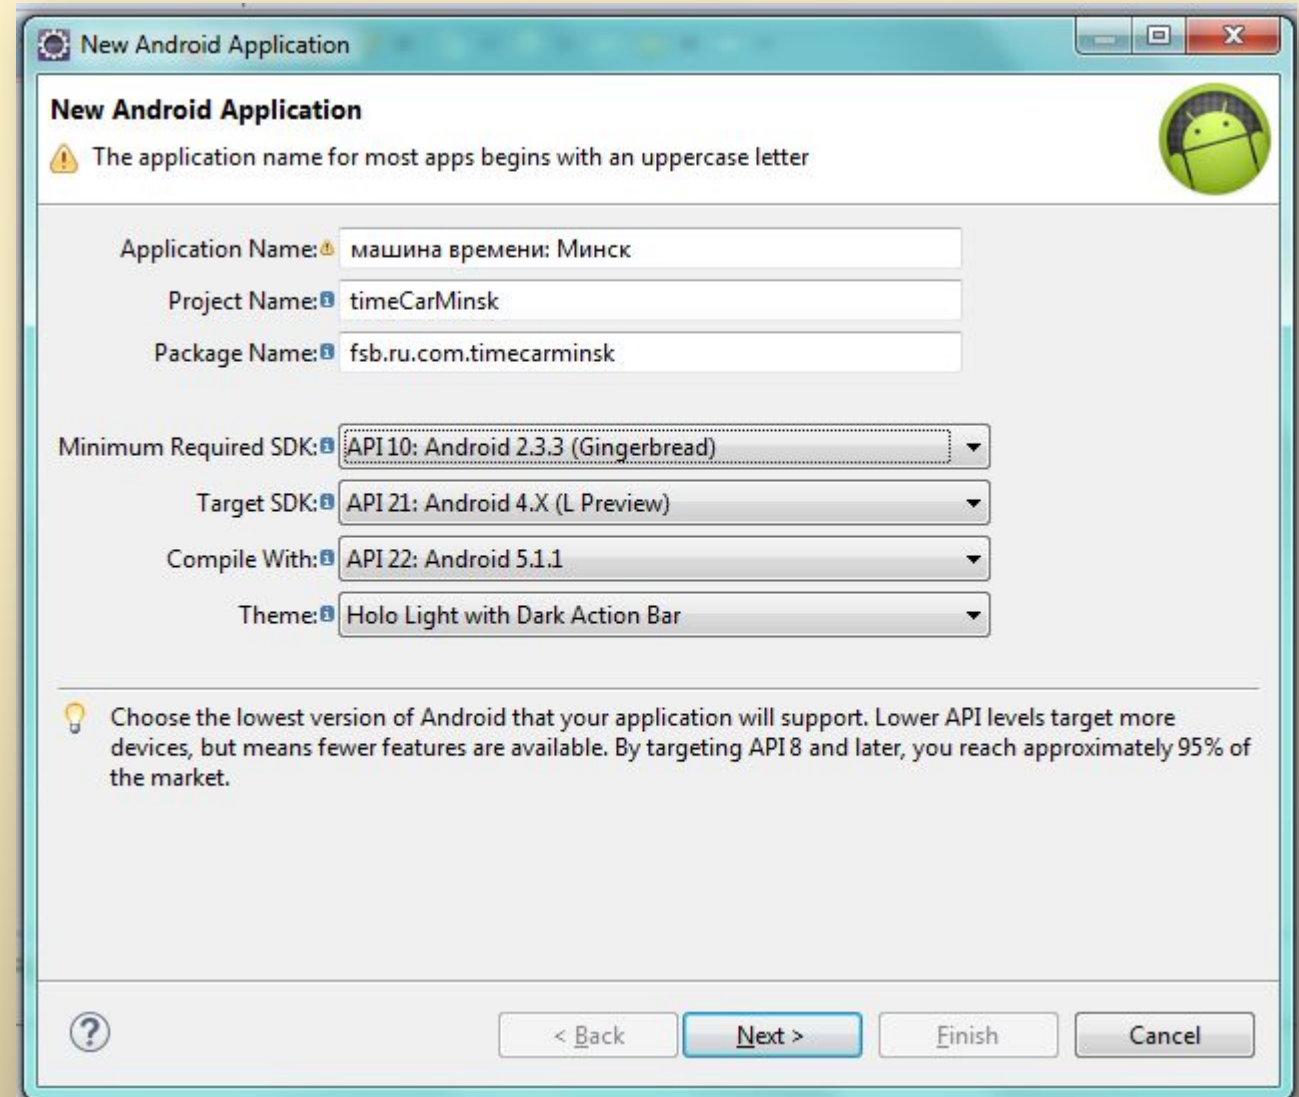 New Android Application
New Android Application
The application name for most apps begins with an uppercase letter
Application Name: машина времени: Минск
Project Name: timeCarMinsk
Package Name: fsb.ru.com.timecarminsk
Minimum Required SDK: API 10: Android 2.3.3 (Gingerbread)
Target SDK: API 21: Android 4.X (L Preview)
Compile With: API 22: Android 5.1.1
Theme: Holo Light with Dark Action Bar
Choose the lowest version of Android that your application will support. Lower API levels target more
devices, but means fewer features are available. By targeting API 8 and later, you reach approximately 95% of
the market.
< Back Next > Finish Cancel